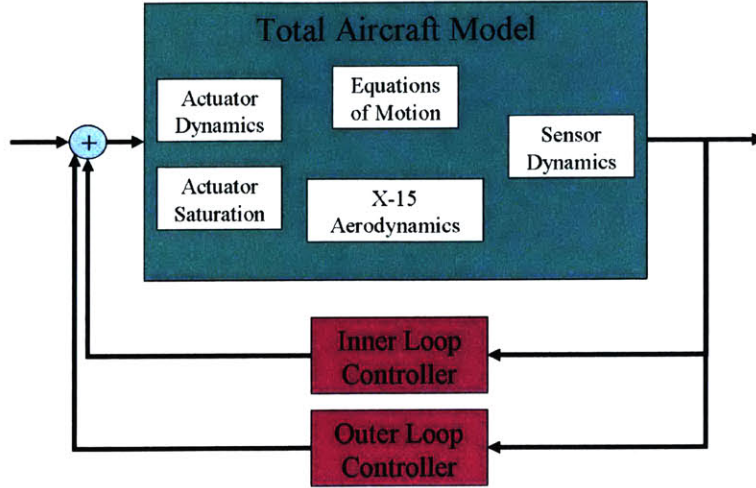 Total Aircraft Model
Actuator
Dynamics
Equations
of Motion
Sensor
Dynamics
+
Actuator
Saturation
X-15
Aerodynamics
Inner Loop
Controller
Outer Loop
Controller